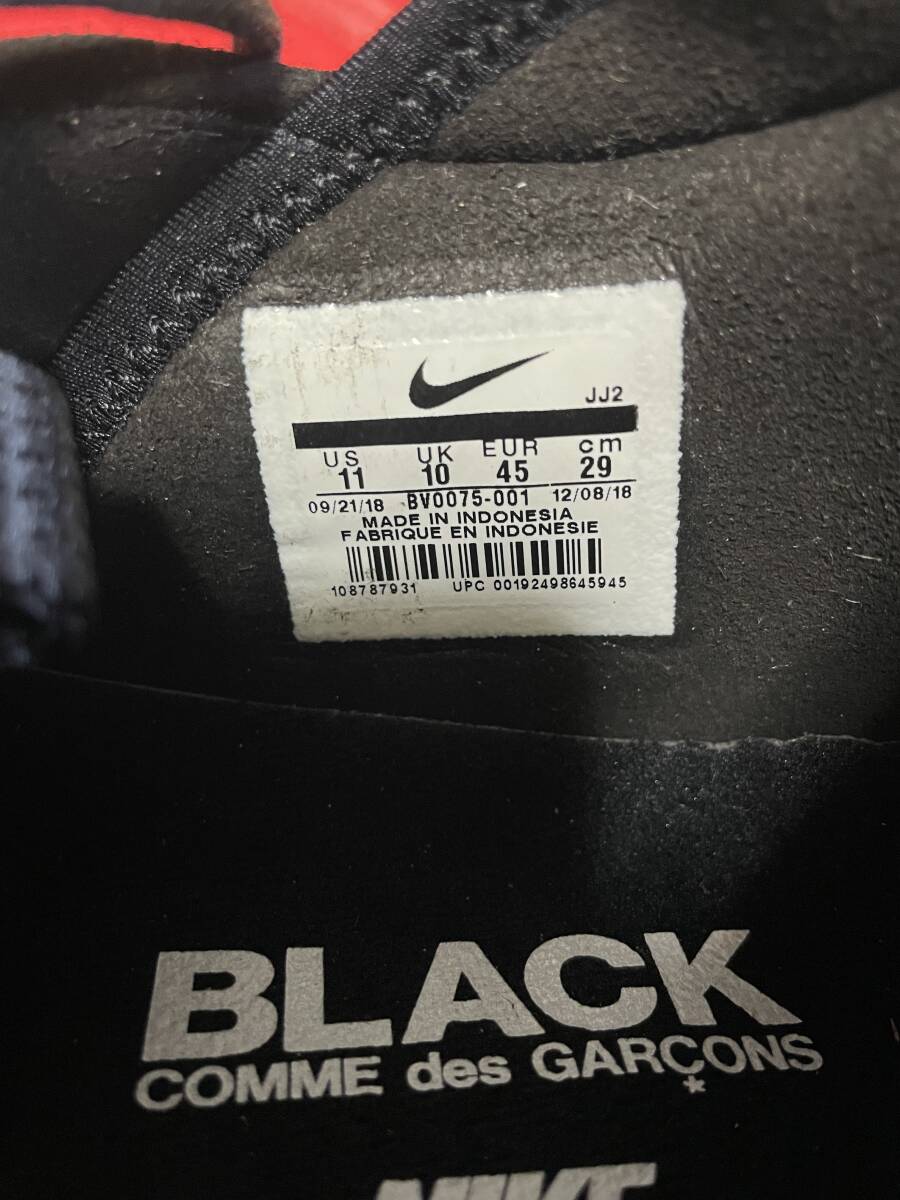 JJ2
US UK EUR cm
11 10 45 29
09/21/18 BV0075-001 12/08/18
MADE IN INDONESIA
FABRIQUE EN INDONESIE
108787931 UPC 00192498645945
BLACK
COMME des GARÇONS
*
NIKE